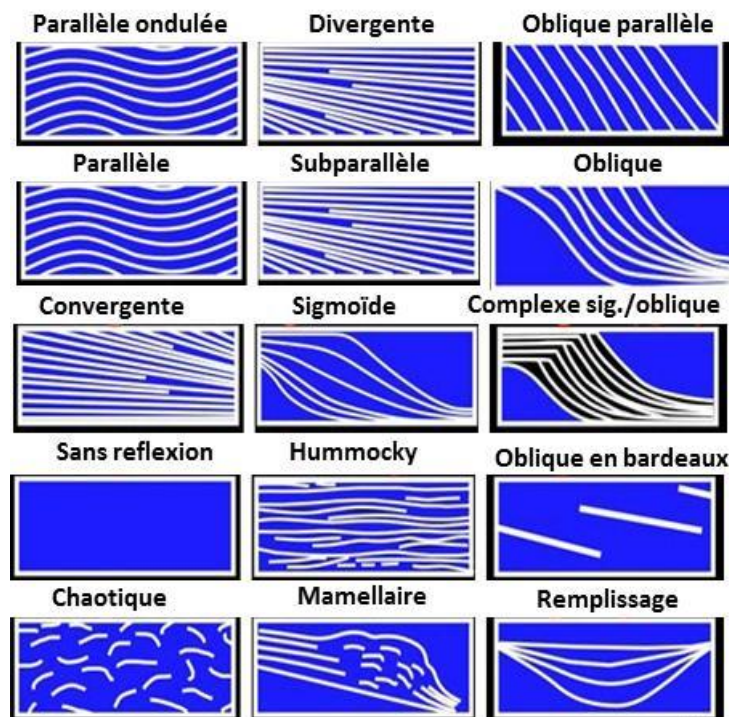 Parallèle ondulée
Divergente
Oblique parallèle
Parallèle
Subparallèle
Oblique
Convergente
Sigmoïde
Complexe sig./oblique
Sans reflexion
Hummocky
Oblique en bardeaux
Chaotique
Mamellaire
Remplissage